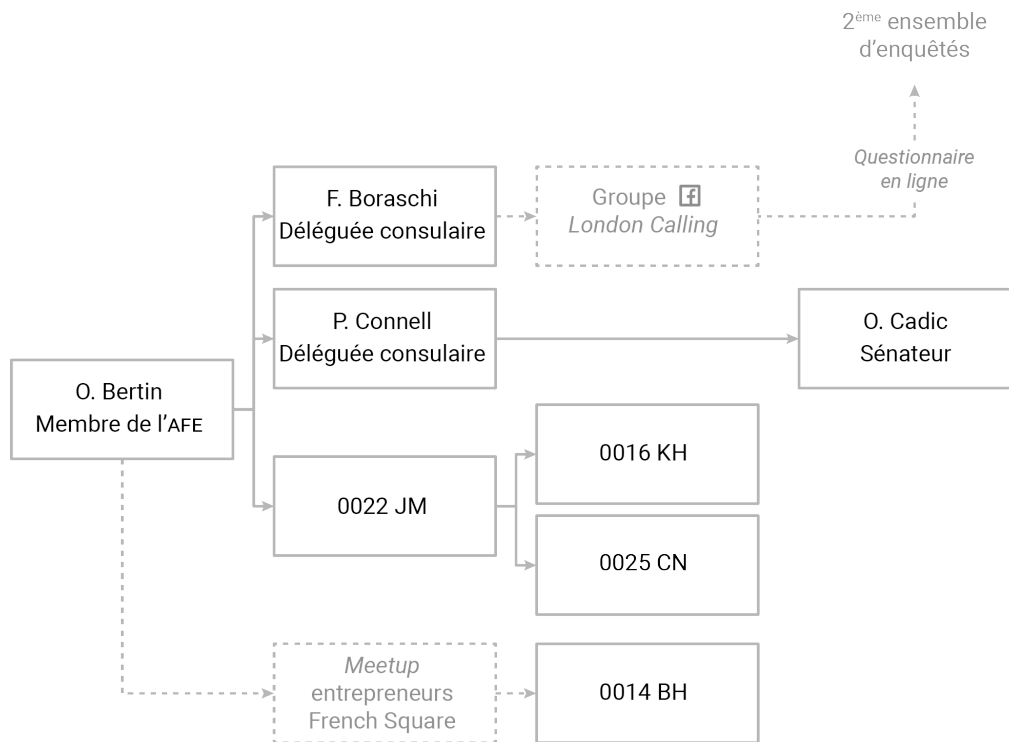 2ème ensemble
d'enquêtés
Questionnaire
en ligne
F. Boraschi
Déléguée consulaire
Groupe
London Calling
P. Connell
Déléguée consulaire
O. Cadic
Sénateur
O. Bertin
Membre de l'AFE
0016 KH
0022 JM
0025 CN
Meetup
entrepreneurs
French Square
0014 BH